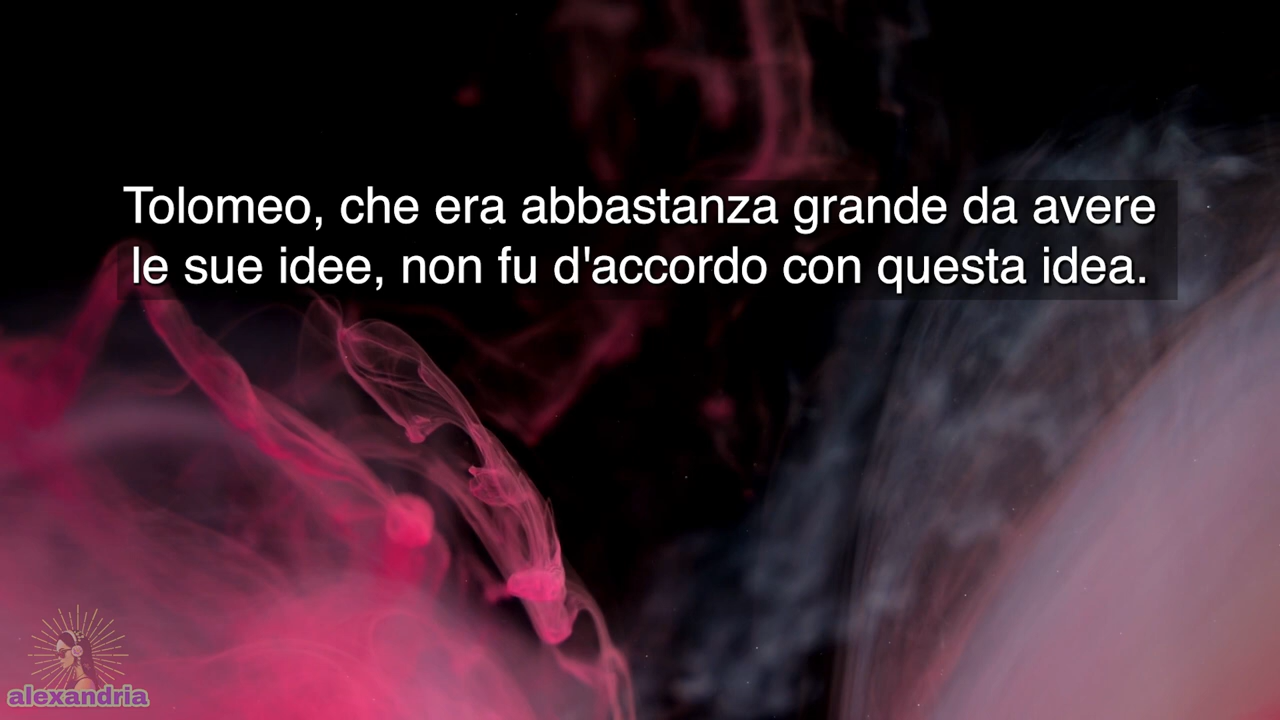 Tolomeo, che era abbastanza grande da avere
le sue idee, non fu d'accordo con questa idea.
alexandria